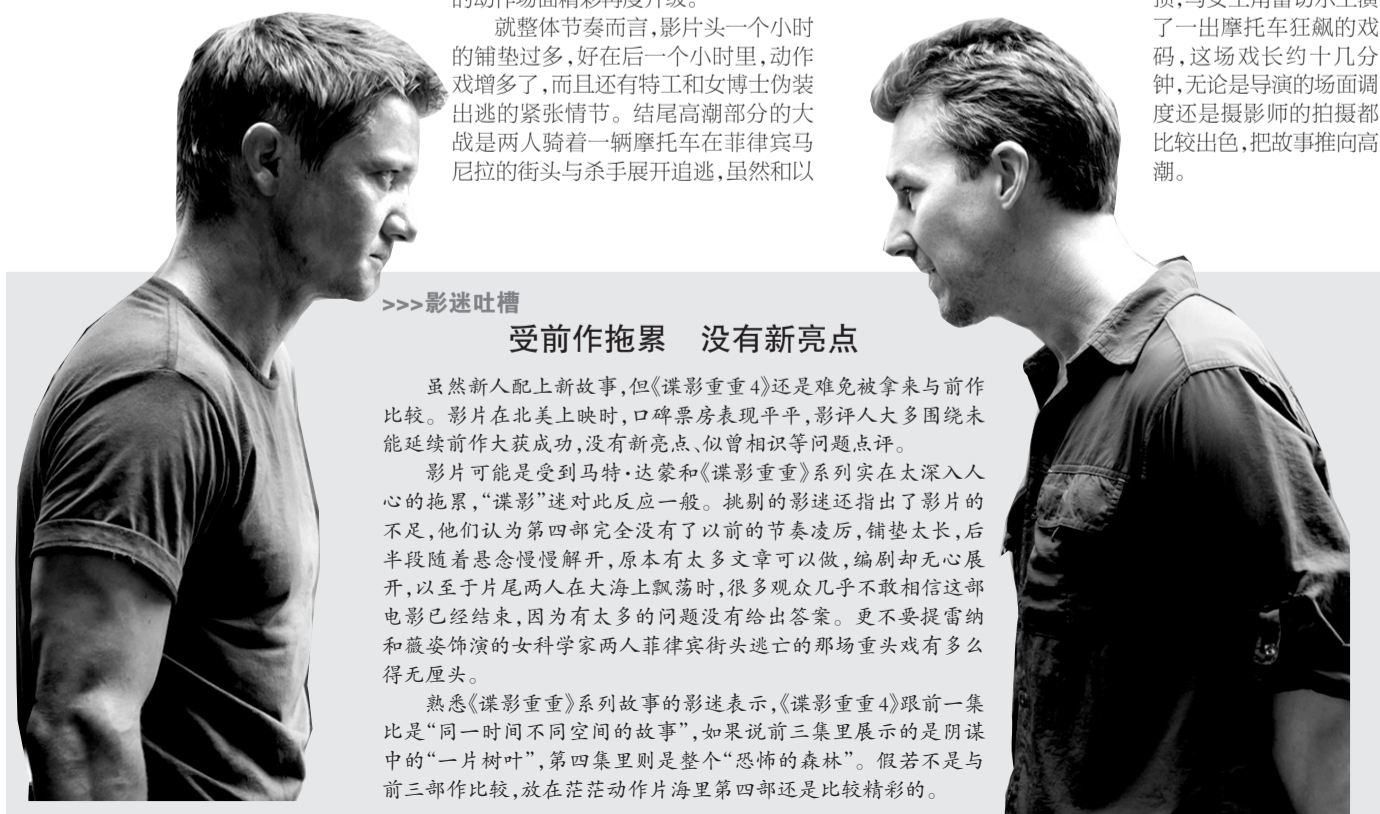 的动作场面精彩再度升级。
就整体节奏而言,影片头一个小时
的铺垫过多,好在后一个小时里,动作
戏增多了,而且还有特工和女博士伪装
出逃的紧张情节。结尾高潮部分的大
战是两人骑着一辆摩托车在菲律宾马
尼拉的街头与杀手展开追逃,虽然和以
了一出摩托车狂飙的戏
码,这场戏长约十几分
钟,无论是导演的场面调
度还是摄影师的拍摄都
比较出色,把故事推向高
潮。
>>>影迷吐槽
受前作拖累 没有新亮点
虽然新人配上新故事,但《谍影重重4》还是难免被拿来与前作
比较。影片在北美上映时,口碑票房表现平平,影评人大多围绕未
能延续前作大获成功,没有新亮点、似曾相识等问题点评。
影片可能是受到马特·达蒙和《谍影重重》系列实在太深入人
心的拖累,“谍影”迷对此反应一般。挑剔的影迷还指出了影片的
不足,他们认为第四部完全没有了以前的节奏凌厉,铺垫太长,后
半段随着悬念慢慢解开,原本有太多文章可以做,编剧却无心展
开,以至于片尾两人在大海上飘荡时,很多观众几乎不敢相信这部
电影已经结束,因为有太多的问题没有给出答案。更不要提雷纳
和薇姿饰演的女科学家两人菲律宾街头逃亡的那场重头戏有多么
得无厘头。
熟悉《谍影重重》系列故事的影迷表示,《谍影重重4》跟前一集
比是“同一时间不同空间的故事”,如果说前三集里展示的是阴谋
中的“一片树叶”,第四集里则是整个“恐怖的森林”。假若不是与
前三部作比较,放在茫茫动作片海里第四部还是比较精彩的。